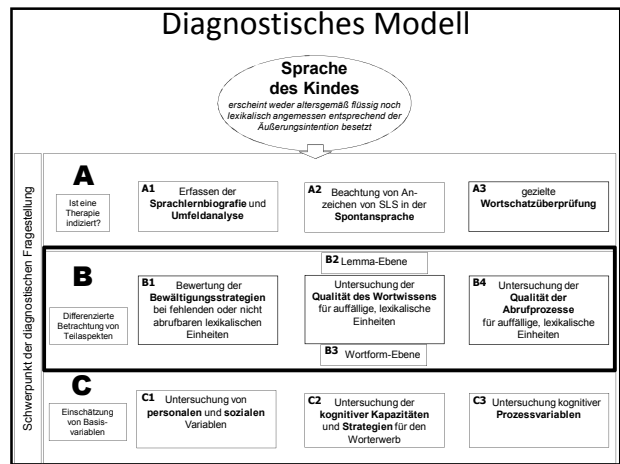 Diagnostisches Modell
Sprache
des Kindes
erscheint weder altersgemäß flüssig noch
lexikalisch angemessen entsprechend der
Äußerungsintention besetzt
Schwerpunkt der diagnostischen Fragestellung
A
Ist eine
Therapie
indiziert?
A1 Erfassen der
Sprachlernbiografie und
Umfeldanalyse
A2 Beachtung von An-
zeichen von SLS in der
Spontansprache
A3 gezielte
Wortschatzüberprüfung
B
Differenzierte
Betrachtung von
Teilaspekten
B1 Bewertung der
Bewältigungsstrategien
bei fehlenden oder nicht
abrufbaren lexikalischen
Einheiten
B2 Lemma-Ebene
Untersuchung der
Qualität des Wortwissens
für auffällige, lexikalische
Einheiten
B3 Wortform-Ebene
B4 Untersuchung der
Qualität der
Abrufprozesse
für auffällige, lexikalische
Einheiten
C
Einschätzung
von Basis-
variablen
C1 Untersuchung von
personalen und sozialen
Variablen
C2 Untersuchung der
kognitiver Kapazitäten
und Strategien für den
Worterwerb
C3 Untersuchung kognitiver
Prozessvariablen